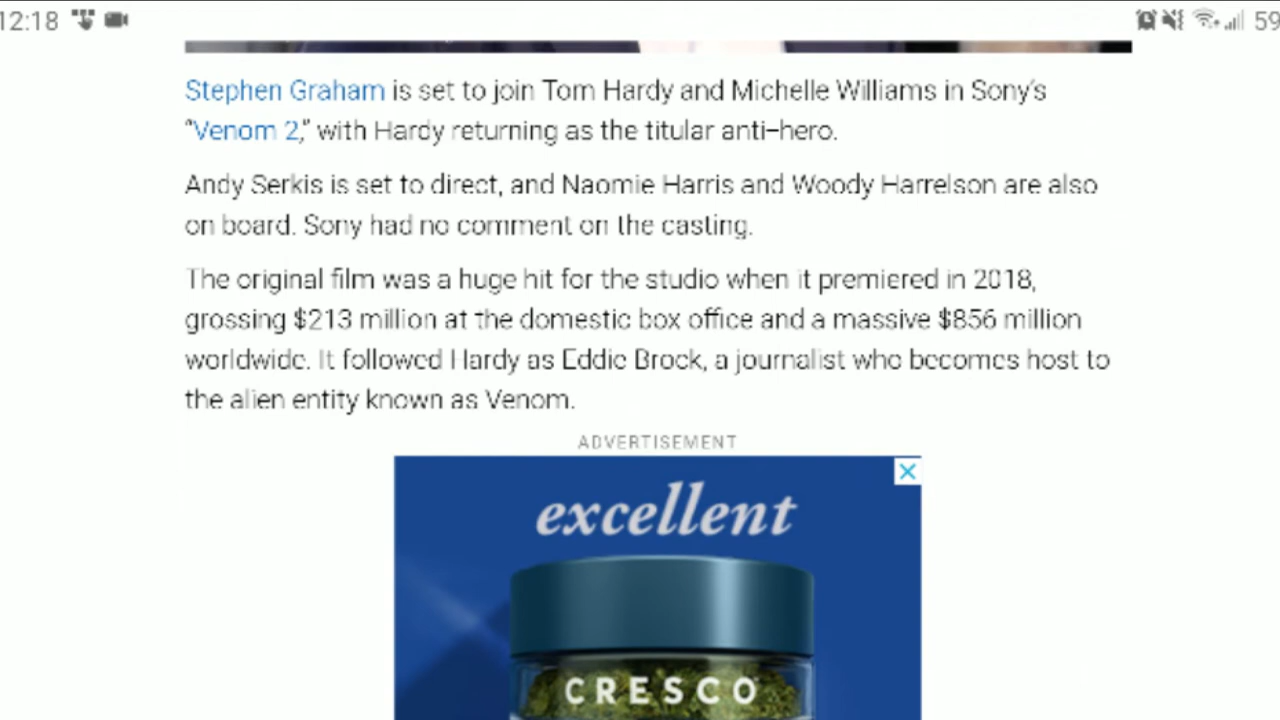 12:18
59
Stephen Graham is set to join Tom Hardy and Michelle Williams in Sony's
"Venom 2," with Hardy returning as the titular anti-hero.
Andy Serkis is set to direct, and Naomie Harris and Woody Harrelson are also
on board. Sony had no comment on the casting.
The original film was a huge hit for the studio when it premiered in 2018,
grossing $213 million at the domestic box office and a massive $856 million
worldwide. It followed Hardy as Eddie Brock, a journalist who becomes host to
the alien entity known as Venom.
ADVERTISEMENT
excellent
CRESCO